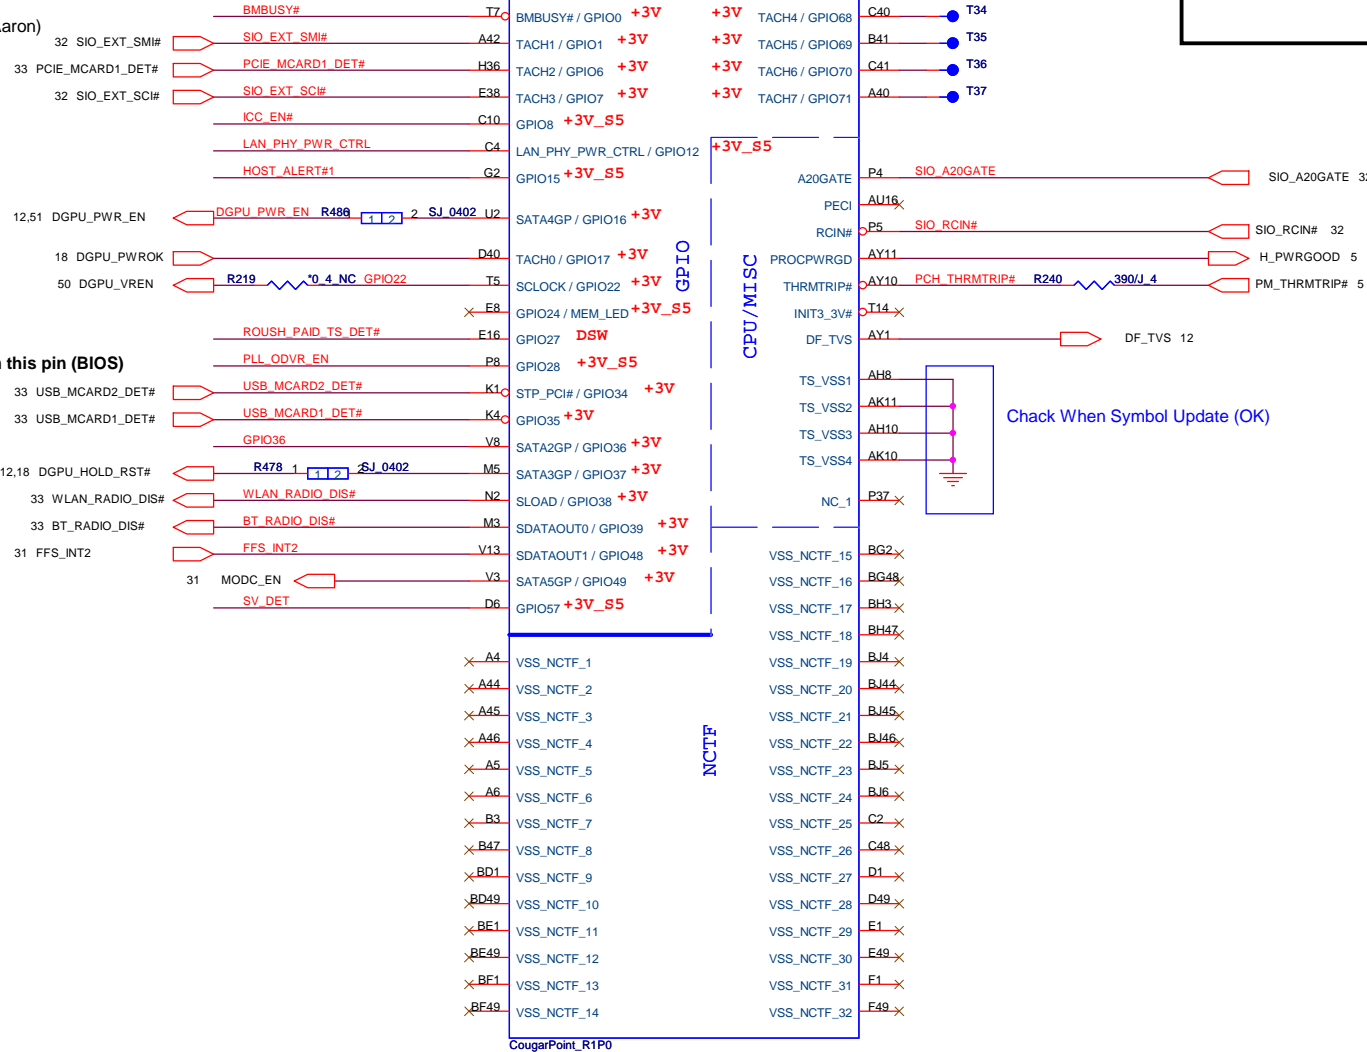 BMBUSY# T7 BMBUSY# / GPIO0 +3V +3V TACH4 / GPIO68 C40 T34
aron)
32 SIO_EXT_SMI# SIO_EXT_SMI# A42 TACH1 / GPIO1 +3V +3V TACH5 / GPIO69 B41 T35
33 PCIE_MCARD1_DET# PCIE_MCARD1_DET# H36 TACH2 / GPIO6 +3V +3V TACH6 / GPIO70 C41 T36
32 SIO_EXT_SCI# SIO_EXT_SCI# E38 TACH3 / GPIO7 +3V +3V TACH7 / GPIO71 A40 T37
ICC_EN# C10 GPIO8 +3V_S5
LAN_PHY_PWR_CTRL C4 LAN_PHY_PWR_CTRL / GPIO12 +3V_S5
HOST_ALERT#1 G2 GPIO15 +3V_S5 A20GATE P4 SIO_A20GATE SIO_A20GATE 32
PECI AU16
12,51 DGPU_PWR_EN DGPU_PWR_EN R486 1 1 2 2 SJ_0402 U2 SATA4GP / GPIO16 +3V
RCIN# P5 SIO_RCIN# SIO_RCIN# 32
18 DGPU_PWROK D40 TACH0 / GPIO17 +3V GPIO CPU/MISC PROCPWRGD AY11 H_PWRGOOD 5
50 DGPU_VREN R219 *0_4_NC GPIO22 T5 SCLOCK / GPIO22 +3V THRMTRIP# AY10 PCH_THRMTRIP# R240 390/J_4 PM_THRMTRIP# 5
E8 GPIO24 / MEM_LED +3V_S5 INIT3_3V# T14
ROUSH_PAID_TS_DET# E16 GPIO27 DSW DF_TVS AY1 DF_TVS 12
this pin (BIOS) PLL_ODVR_EN P8 GPIO28 +3V_S5
TS_VSS1 AH8
33 USB_MCARD2_DET# USB_MCARD2_DET# K1 STP_PCI# / GPIO34 +3V
TS_VSS2 AK11
33 USB_MCARD1_DET# USB_MCARD1_DET# K4 GPIO35 +3V Chack When Symbol Update (OK)
GPIO36 V8 SATA2GP / GPIO36 +3V TS_VSS3 AH10
12,18 DGPU_HOLD_RST# R478 1 1 2 2 SJ_0402 M5 SATA3GP / GPIO37 +3V TS_VSS4 AK10
33 WLAN_RADIO_DIS# WLAN_RADIO_DIS# N2 SLOAD / GPIO38 +3V NC_1 P37
33 BT_RADIO_DIS# BT_RADIO_DIS# M3 SDATAOUT0 / GPIO39 +3V
31 FFS_INT2 FFS_INT2 V13 SDATAOUT1 / GPIO48 +3V VSS_NCTF_15 BG2
31 MODC_EN V3 SATA5GP / GPIO49 +3V VSS_NCTF_16 BG48
SV_DET D6 GPIO57 +3V_S5 VSS_NCTF_17 BH3
VSS_NCTF_18 BH47
A4 VSS_NCTF_1 VSS_NCTF_19 BJ4
A44 VSS_NCTF_2 VSS_NCTF_20 BJ44
A45 VSS_NCTF_3 VSS_NCTF_21 BJ45
A46 VSS_NCTF_4 NCTF VSS_NCTF_22 BJ46
A5 VSS_NCTF_5 VSS_NCTF_23 BJ5
A6 VSS_NCTF_6 VSS_NCTF_24 BJ6
B3 VSS_NCTF_7 VSS_NCTF_25 C2
B47 VSS_NCTF_8 VSS_NCTF_26 C48
BD1 VSS_NCTF_9 VSS_NCTF_27 D1
BD49 VSS_NCTF_10 VSS_NCTF_28 D49
BE1 VSS_NCTF_11 VSS_NCTF_29 E1
BE49 VSS_NCTF_12 VSS_NCTF_30 E49
BF1 VSS_NCTF_13 VSS_NCTF_31 F1
BF49 VSS_NCTF_14 VSS_NCTF_32 F49
CougarPoint_R1P0